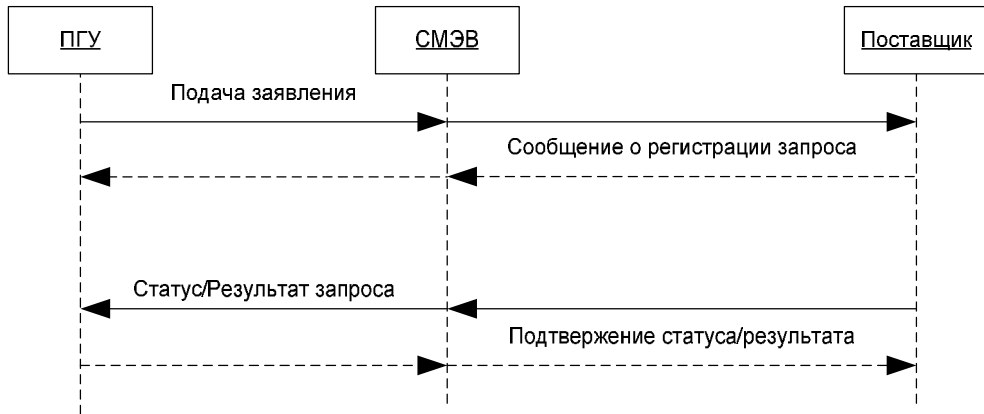 ПГУ
СМЭВ
Поставщик
Подача заявления
Сообщение о регистрации запроса
Статус/Результат запроса
Подтвержение статуса/результата